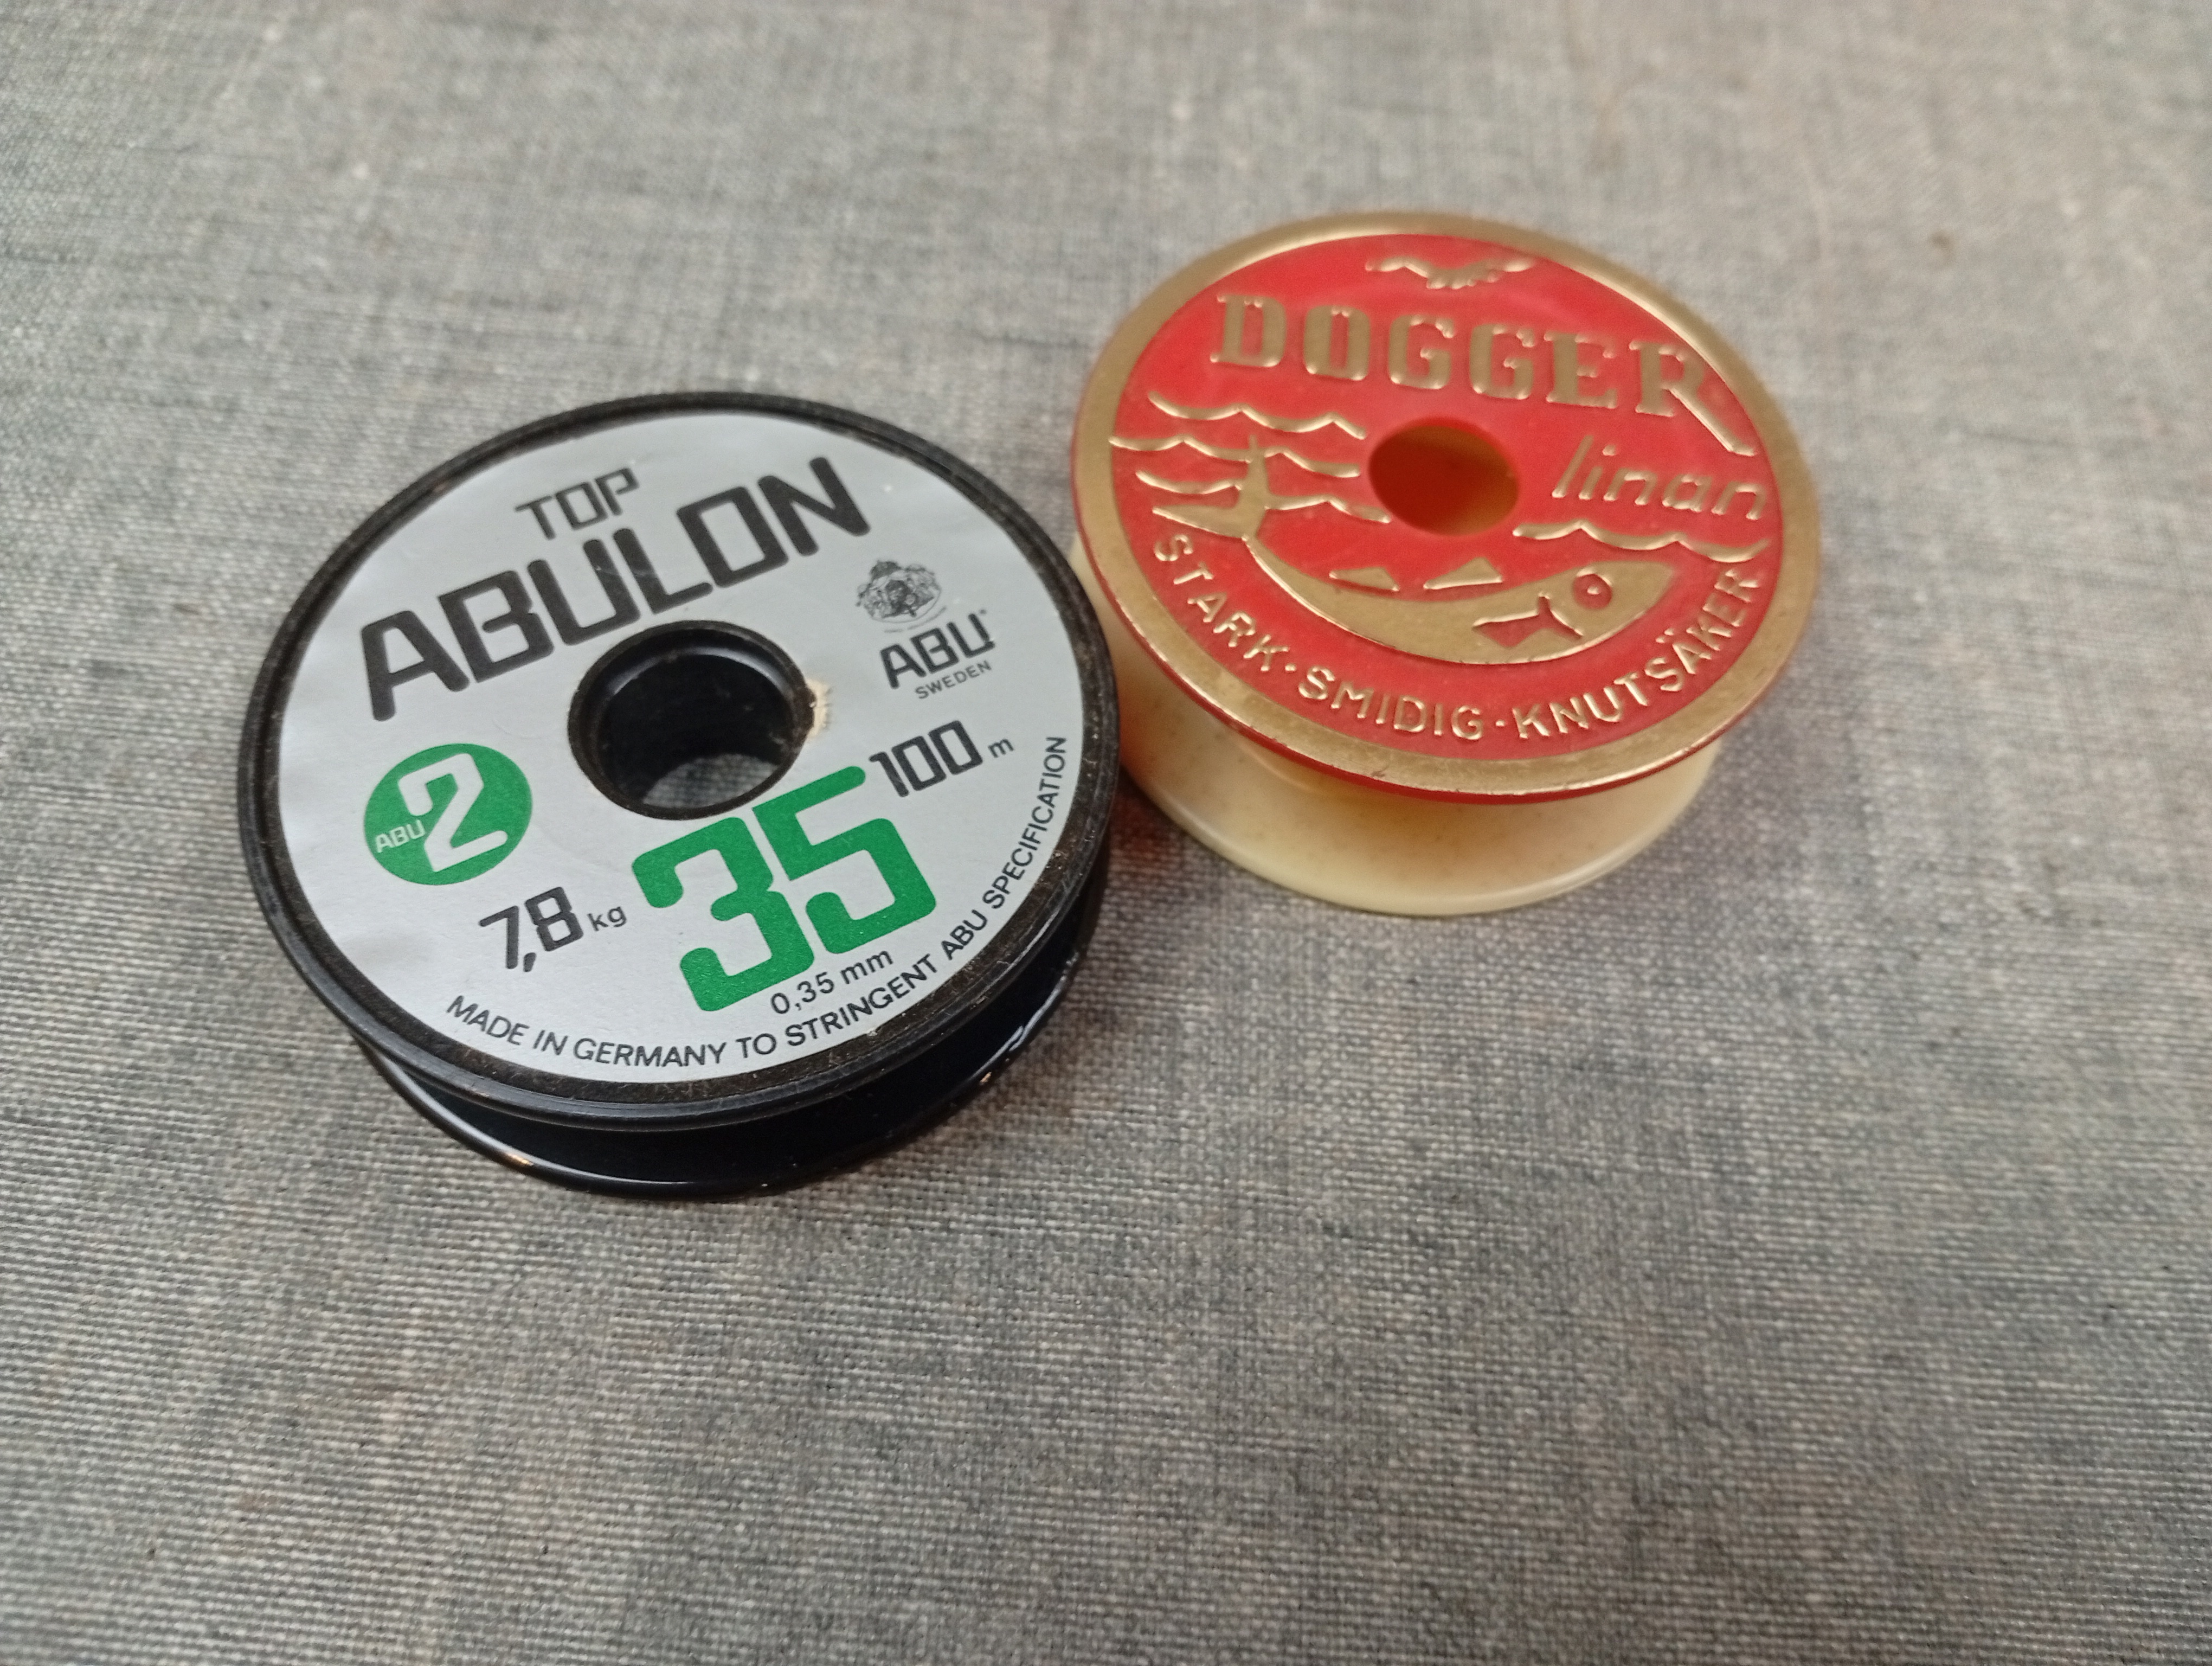 TOP
ABULON
ABU
SWEDEN
ABU 2
100 m
7,8 kg
35
0,35 mm
MADE IN GERMANY TO STRINGENT ABU SPECIFICATION
DOGGER
linan
STARK · SMIDIG · KNUTSÄKER